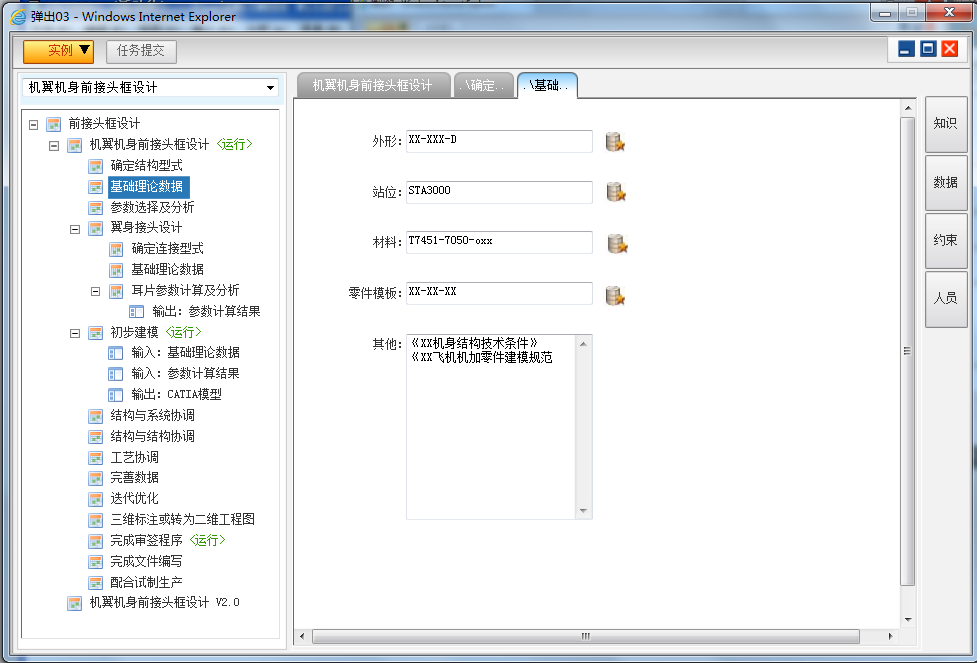 弹出03 - Windows Internet Explorer
实例
任务提交
机翼机身前接头框设计
机翼机身前接头框设计
.\确定..
.\基础..
前接头框设计
机翼机身前接头框设计 <运行>
确定结构型式
基础理论数据
参数选择及分析
翼身接头设计
确定连接型式
基础理论数据
耳片参数计算及分析
输出: 参数计算结果
初步建模 <运行>
输入: 基础理论数据
输入: 参数计算结果
输出: CATIA模型
结构与系统协调
结构与结构协调
工艺协调
完善数据
迭代优化
三维标注或转为二维工程图
完成审签程序 <运行>
完成文件编写
配合试制生产
机翼机身前接头框设计 V2.0
外形: XX-XXX-D
站位: STA3000
材料: T7451-7050-oxx
零件模板: XX-XX-XX
其他: 《XX机身结构技术条件》
《XX飞机机加零件建模规范
知识
数据
约束
人员